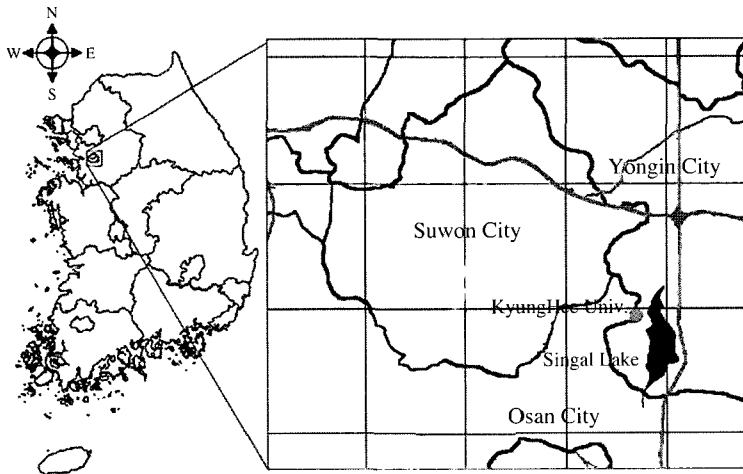 N
W E
S
Yongin City
Suwon City
KyungHee Univ.
Singal Lake
Osan City